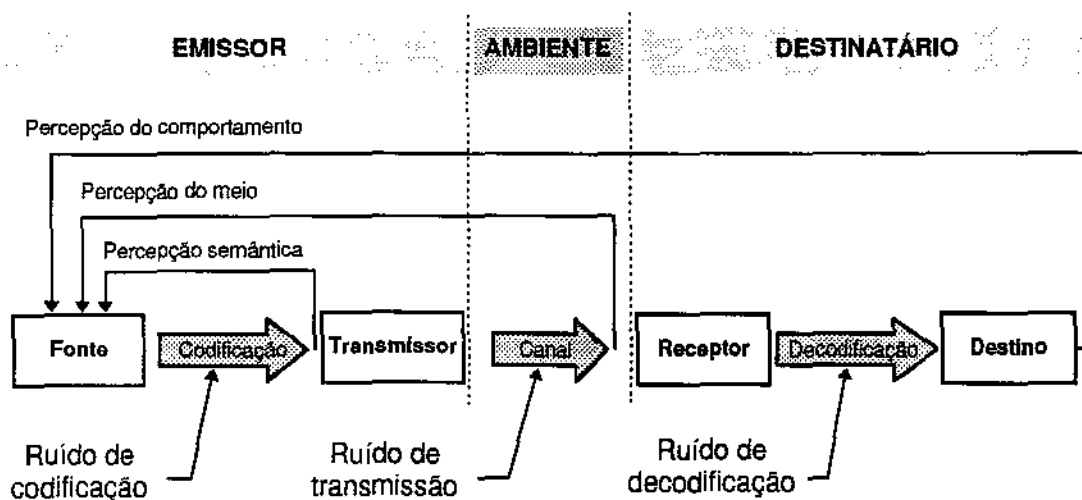 EMISSOR
AMBIENTE
DESTINATÁRIO
Percepção do comportamento
Percepção do meio
Percepção semântica
Fonte
Codificação
Transmissor
Canal
Receptor
Decodificação
Destino
Ruído de
codificação
Ruído de
transmissão
Ruído de
decodificação